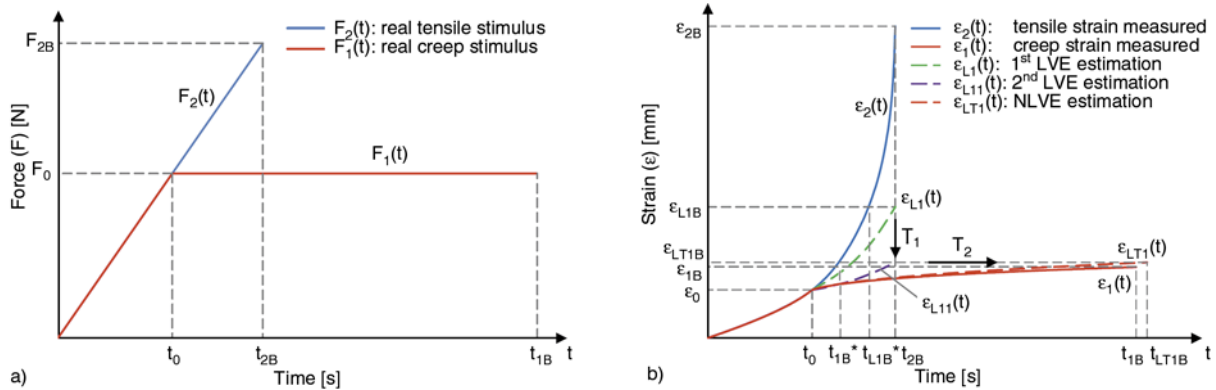 F₂(t): real tensile stimulus
F₁(t): real creep stimulus
Force (F) [N]
F₂B
F₀
F₂(t)
F₁(t)
t₀
t₂B
t₁B
t
Time [s]
a)
ε₂(t): tensile strain measured
ε₁(t): creep strain measured
εL1(t): 1st LVE estimation
εL11(t): 2nd LVE estimation
εLT1(t): NLVE estimation
Strain (ε) [mm]
ε2B
εL1B
εLT1B
ε1B
ε₀
ε₂(t)
εL1(t)
T₁
T₂
εLT1(t)
ε₁(t)
εL11(t)
t₀
t1B*
tL1B*
t2B
t1B
tLT1B
t
Time [s]
b)